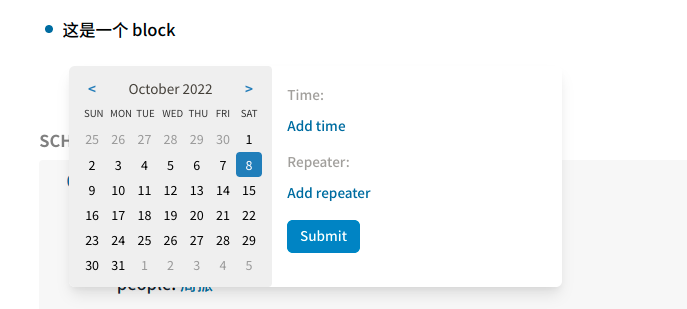 这是一个 block
< October 2022 >
SUN MON TUE WED THU FRI SAT
25 26 27 28 29 30 1
2 3 4 5 6 7 8
9 10 11 12 13 14 15
16 17 18 19 20 21 22
23 24 25 26 27 28 29
30 31 1 2 3 4 5
Time:
Add time
Repeater:
Add repeater
Submit
SCH
people: